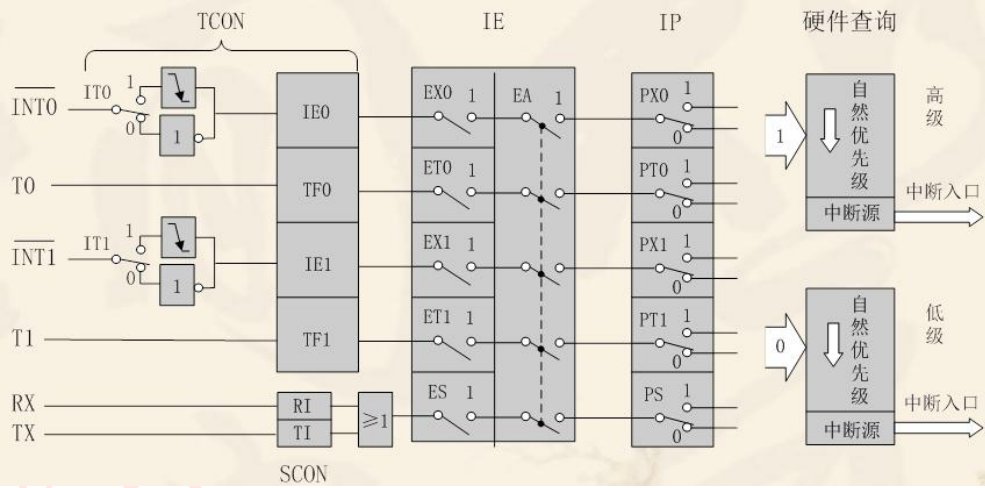 TCON IE IP 硬件查询
INT0 IT0 1 0 1 IE0 EX0 1 EA 1 PX0 1 0
T0 TF0 ET0 1 PT0 1 0
INT1 IT1 1 0 1 IE1 EX1 1 PX1 1 0
T1 TF1 ET1 1 PT1 1 0
RX RI ≥1 ES 1 PS 1 0
TX TI
SCON
1 自然优先级 高级
中断源 中断入口
0 自然优先级 低级
中断源 中断入口